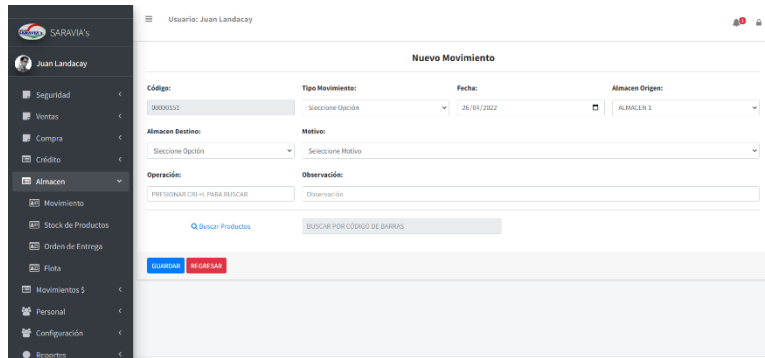 SARAVIA's
Juan Landacay
Seguridad
Ventas
Compra
Crédito
Almacen
Movimiento
Stock de Productos
Orden de Entrega
Flota
Movimientos $
Personal
Configuración
Reportes
Usuario: Juan Landacay
Nuevo Movimiento
Código: Tipo Movimiento: Fecha: Almacen Origen:
00000151 Sleccione Opción 26/04/2022 ALMACEN 1
Almacen Destino: Motivo:
Sleccione Opción Seleccione Motivo
Operación: Observación:
PRESIONAR CRL+L PARA BUSCAR Observación
Buscar Productos BUSCAR POR CÓDIGO DE BARRAS
GUARDAR REGRESAR